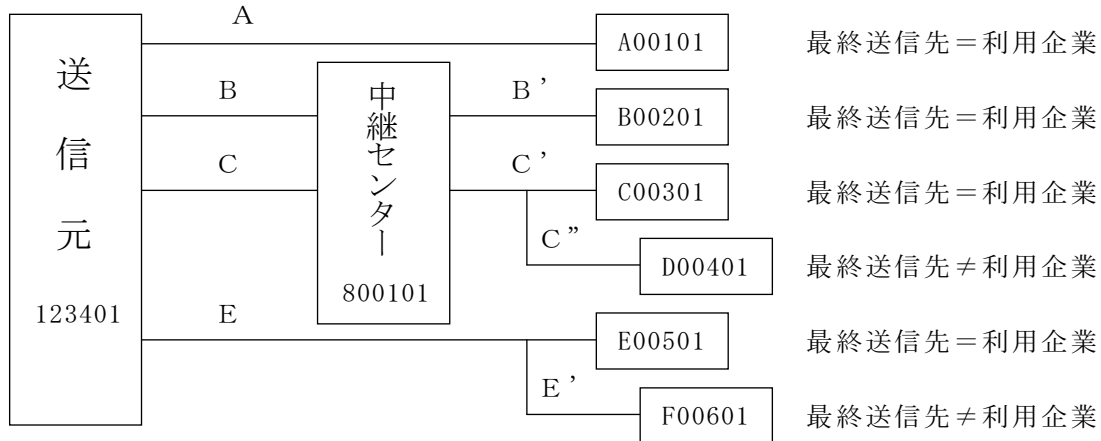 A
送信元
123401
A00101 最終送信先＝利用企業
B
中継センター
800101
B’
B00201 最終送信先＝利用企業
C
C’
C00301 最終送信先＝利用企業
C”
D00401 最終送信先≠利用企業
E
E00501 最終送信先＝利用企業
E’
F00601 最終送信先≠利用企業